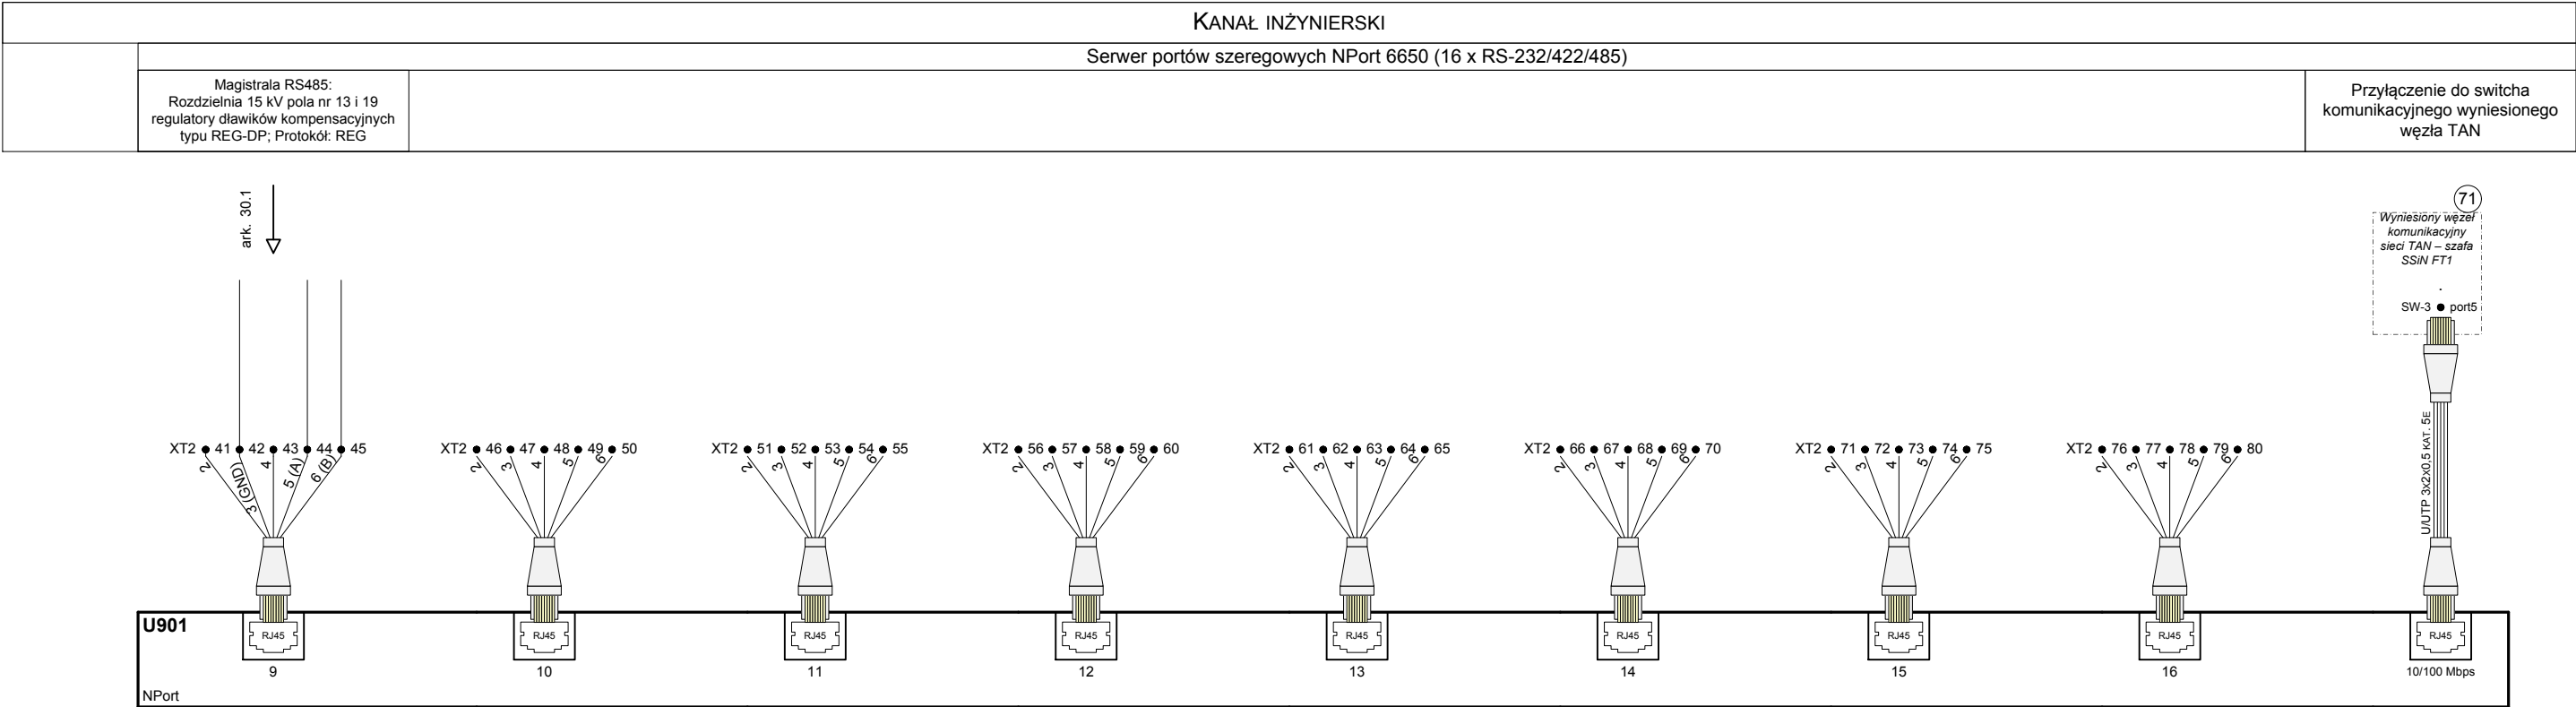 KANAŁ INŻYNIERSKI
Serwer portów szeregowych NPort 6650 (16 x RS-232/422/485)
Magistrala RS485:
Rozdzielnia 15 kV pola nr 13 i 19
regulatory dławików kompensacyjnych
typu REG-DP; Protokół: REG
Przyłączenie do switcha
komunikacyjnego wyniesionego
węzła TAN
ark. 30.1
71
Wyniesiony węzeł
komunikacyjny
sieci TAN – szafa
SSiN FT1
SW-3 port5
XT2 41 42 43 44 45
2 3 (GND) 4 5 (A) 6 (B)
XT2 46 47 48 49 50
2 3 4 5 6
XT2 51 52 53 54 55
2 3 4 5 6
XT2 56 57 58 59 60
2 3 4 5 6
XT2 61 62 63 64 65
2 3 4 5 6
XT2 66 67 68 69 70
2 3 4 5 6
XT2 71 72 73 74 75
2 3 4 5 6
XT2 76 77 78 79 80
2 3 4 5 6
U/UTP 3x2x0,5 KAT. 5E
U901
RJ45 RJ45 RJ45 RJ45 RJ45 RJ45 RJ45 RJ45 RJ45
9 10 11 12 13 14 15 16 10/100 Mbps
NPort